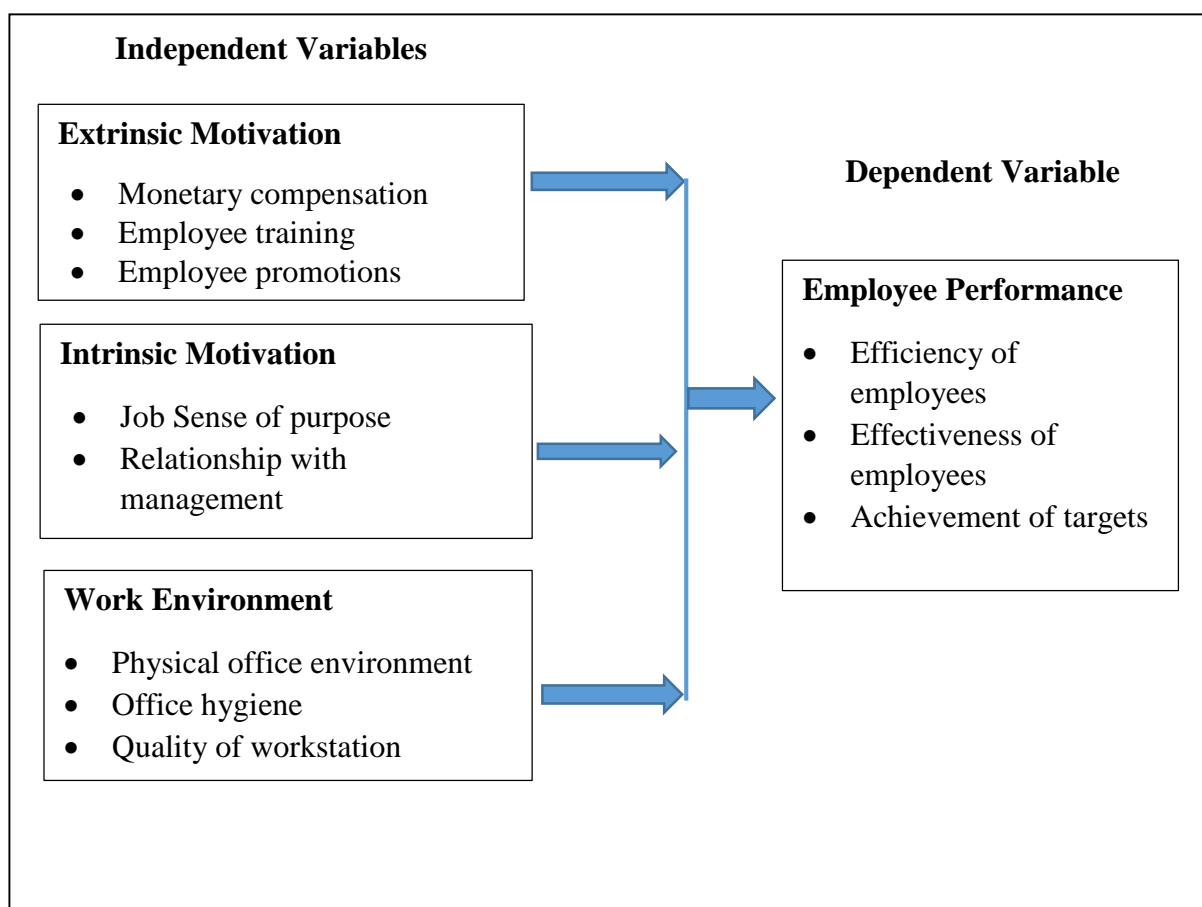 Independent Variables
Extrinsic Motivation
• Monetary compensation
• Employee training
• Employee promotions
Intrinsic Motivation
• Job Sense of purpose
• Relationship with
management
Work Environment
• Physical office environment
• Office hygiene
• Quality of workstation
Dependent Variable
Employee Performance
• Efficiency of
employees
• Effectiveness of
employees
• Achievement of targets